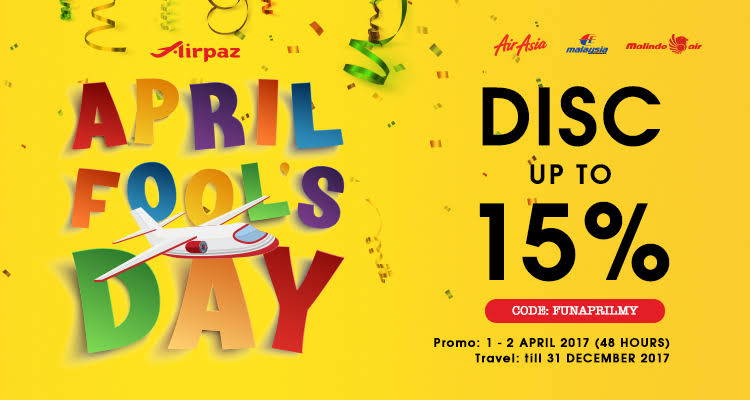 Airpaz
AirAsia
malaysia
Malindo air
APRIL
FOOL'S
DAY
DISC
UP TO
15%
CODE: FUNAPRILMY
Promo: 1 - 2 APRIL 2017 (48 HOURS)
Travel: till 31 DECEMBER 2017